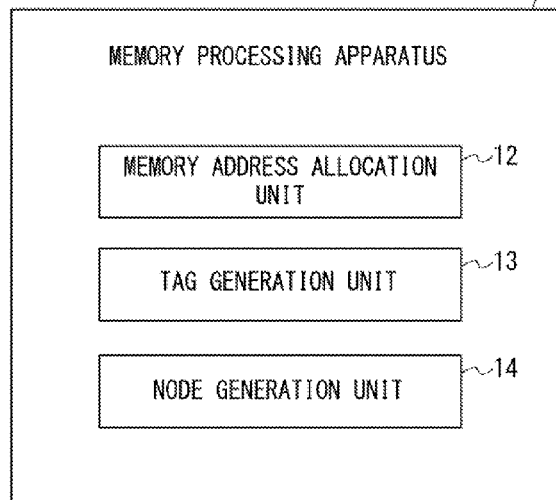 MEMORY PROCESSING APPARATUS
MEMORY ADDRESS ALLOCATION
UNIT
12
TAG GENERATION UNIT
13
NODE GENERATION UNIT
14